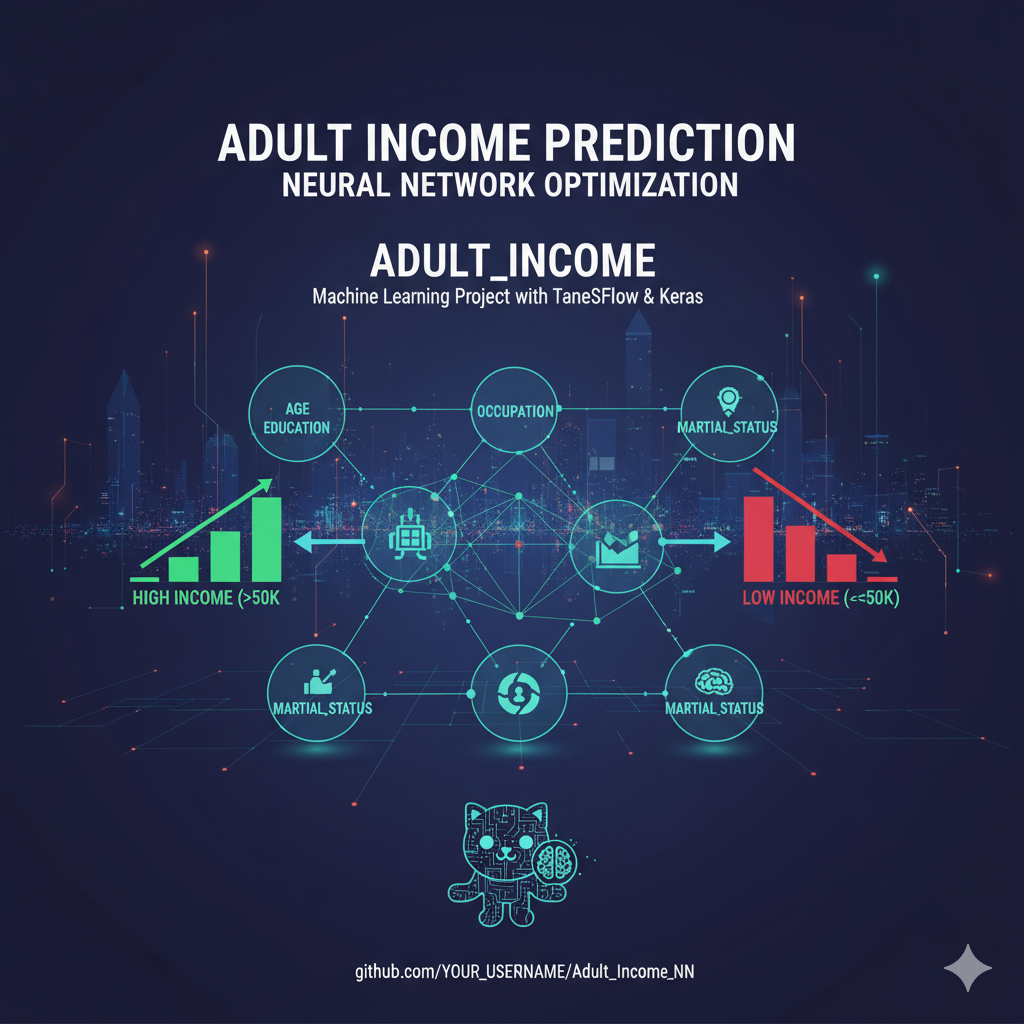 ADULT INCOME PREDICTION
NEURAL NETWORK OPTIMIZATION
ADULT_INCOME
Machine Learning Project with TaneSFlow & Keras
AGE
EDUCATION
OCCUPATION
MARTIAL_STATUS
HIGH INCOME (>50K
LOW INCOME (<=50K)
MARTIAL_STATUS
MARTIAL_STATUS
github.com/YOUR_USERNAME/Adult_Income_NN